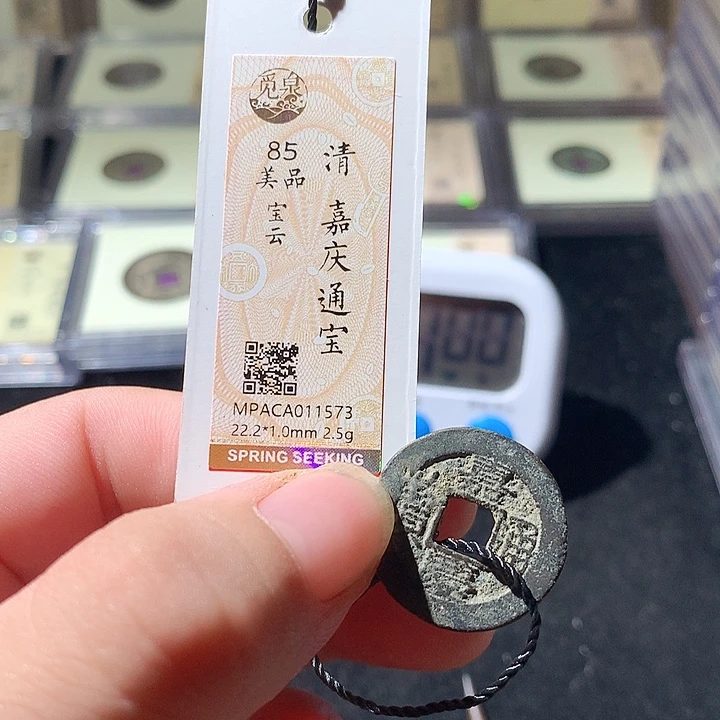 觅泉
85
美品
宝云
清 嘉庆通宝
MPACA011573
22.2*1.0mm 2.5g
SPRING SEEKING